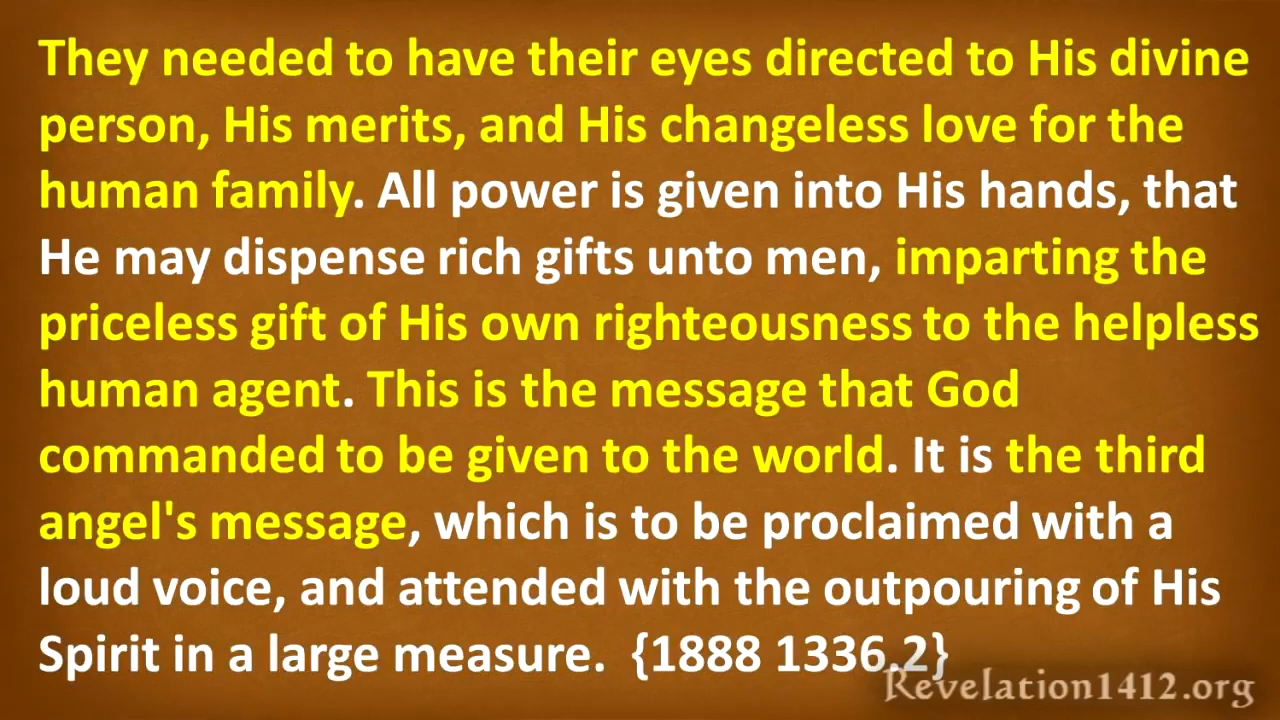 They needed to have their eyes directed to His divine
person, His merits, and His changeless love for the
human family. All power is given into His hands, that
He may dispense rich gifts unto men, imparting the
priceless gift of His own righteousness to the helpless
human agent. This is the message that God
commanded to be given to the world. It is the third
angel's message, which is to be proclaimed with a
loud voice, and attended with the outpouring of His
Spirit in a large measure.  {1888 1336.2}
Revelation1412.org